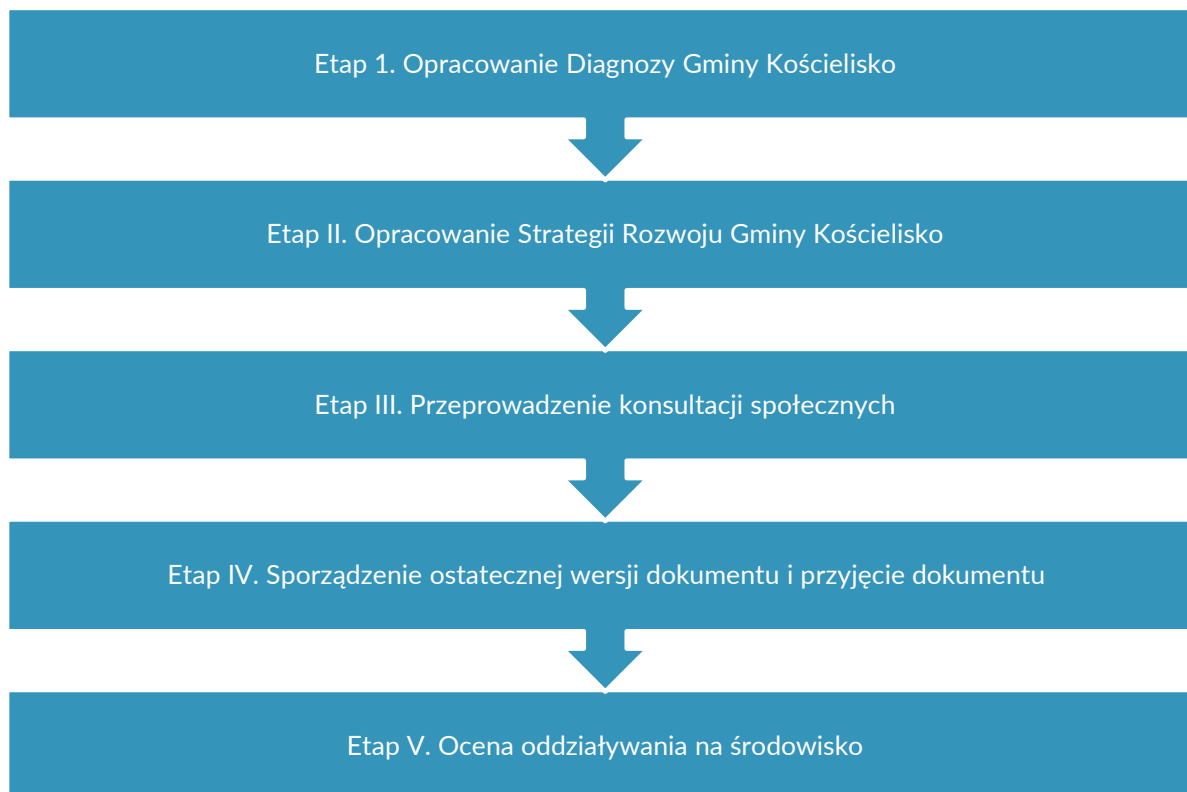 Etap 1. Opracowanie Diagnozy Gminy Kościelisko
Etap II. Opracowanie Strategii Rozwoju Gminy Kościelisko
Etap III. Przeprowadzenie konsultacji społecznych
Etap IV. Sporządzenie ostatecznej wersji dokumentu i przyjęcie dokumentu
Etap V. Ocena oddziaływania na środowisko